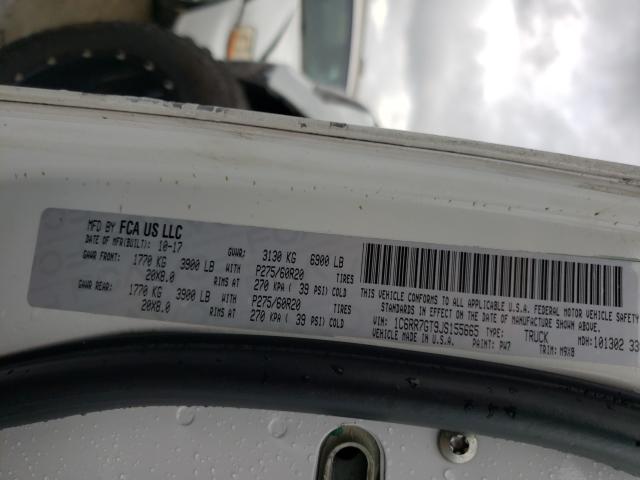 MFD BY FCA US LLC
DATE OF MFR(BUILT): 10-17 GVWR: 3130 KG 6900 LB
GAWR FRONT: 1770 KG 3900 LB WITH P275/60R20 TIRES
20X8.0 RIMS AT 270 KPA ( 39 PSI) COLD
GAWR REAR: 1770 KG 3900 LB WITH P275/60R20 TIRES
20X8.0 RIMS AT 270 KPA ( 39 PSI) COLD
THIS VEHICLE CONFORMS TO ALL APPLICABLE U.S.A. FEDERAL MOTOR VEHICLE SAFETY
STANDARDS IN EFFECT ON THE DATE OF MANUFACTURE SHOWN ABOVE.
VIN: 1C6RR7GT9JS155665 TYPE: TRUCK
VEHICLE MADE IN U.S.A. PAINT: PW7 MDH: 101302 33
TRIM: M9X8